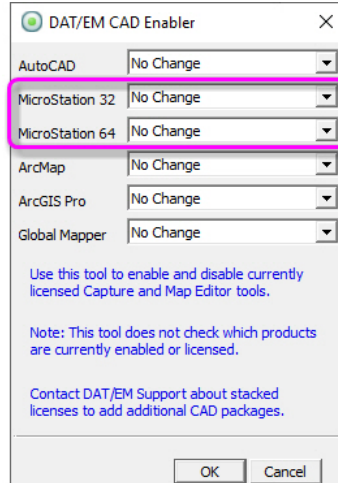 DAT/EM CAD Enabler
AutoCAD No Change
MicroStation 32 No Change
MicroStation 64 No Change
ArcMap No Change
ArcGIS Pro No Change
Global Mapper No Change
Use this tool to enable and disable currently
licensed Capture and Map Editor tools.
Note: This tool does not check which products
are currently enabled or licensed.
Contact DAT/EM Support about stacked
licenses to add additional CAD packages.
OK Cancel